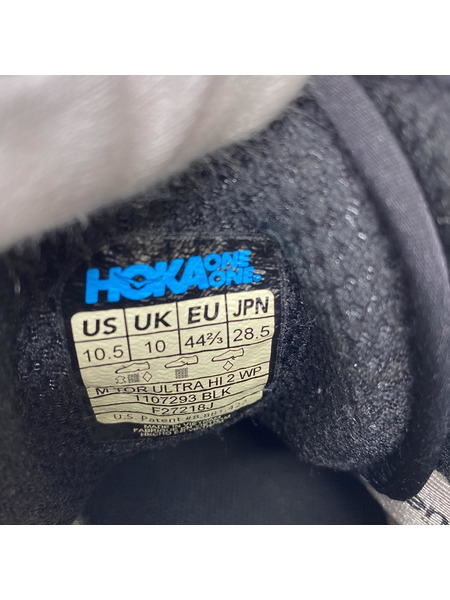 HOKA ONE ONE
US UK EU JPN
10.5 10 44⅔ 28.5
M TOR ULTRA HI 2 WP
1107293 BLK
F27218J
U.S. Patent
MADE IN VIETNAM